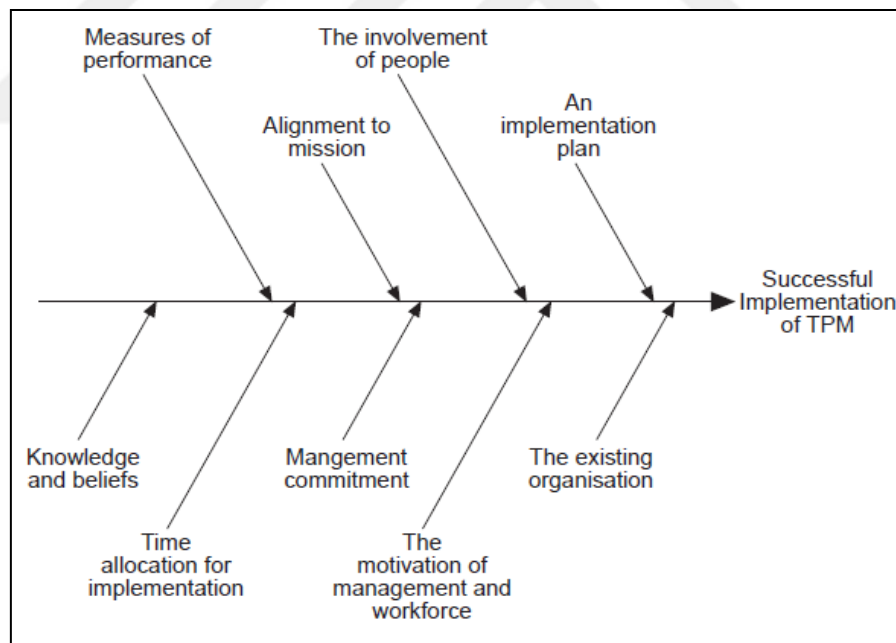 Measures of
performance
The involvement
of people
An
implementation
plan
Alignment to
mission
Successful
Implementation
of TPM
Knowledge
and beliefs
Mangement
commitment
The existing
organisation
Time
allocation for
implementation
The
motivation of
management and
workforce